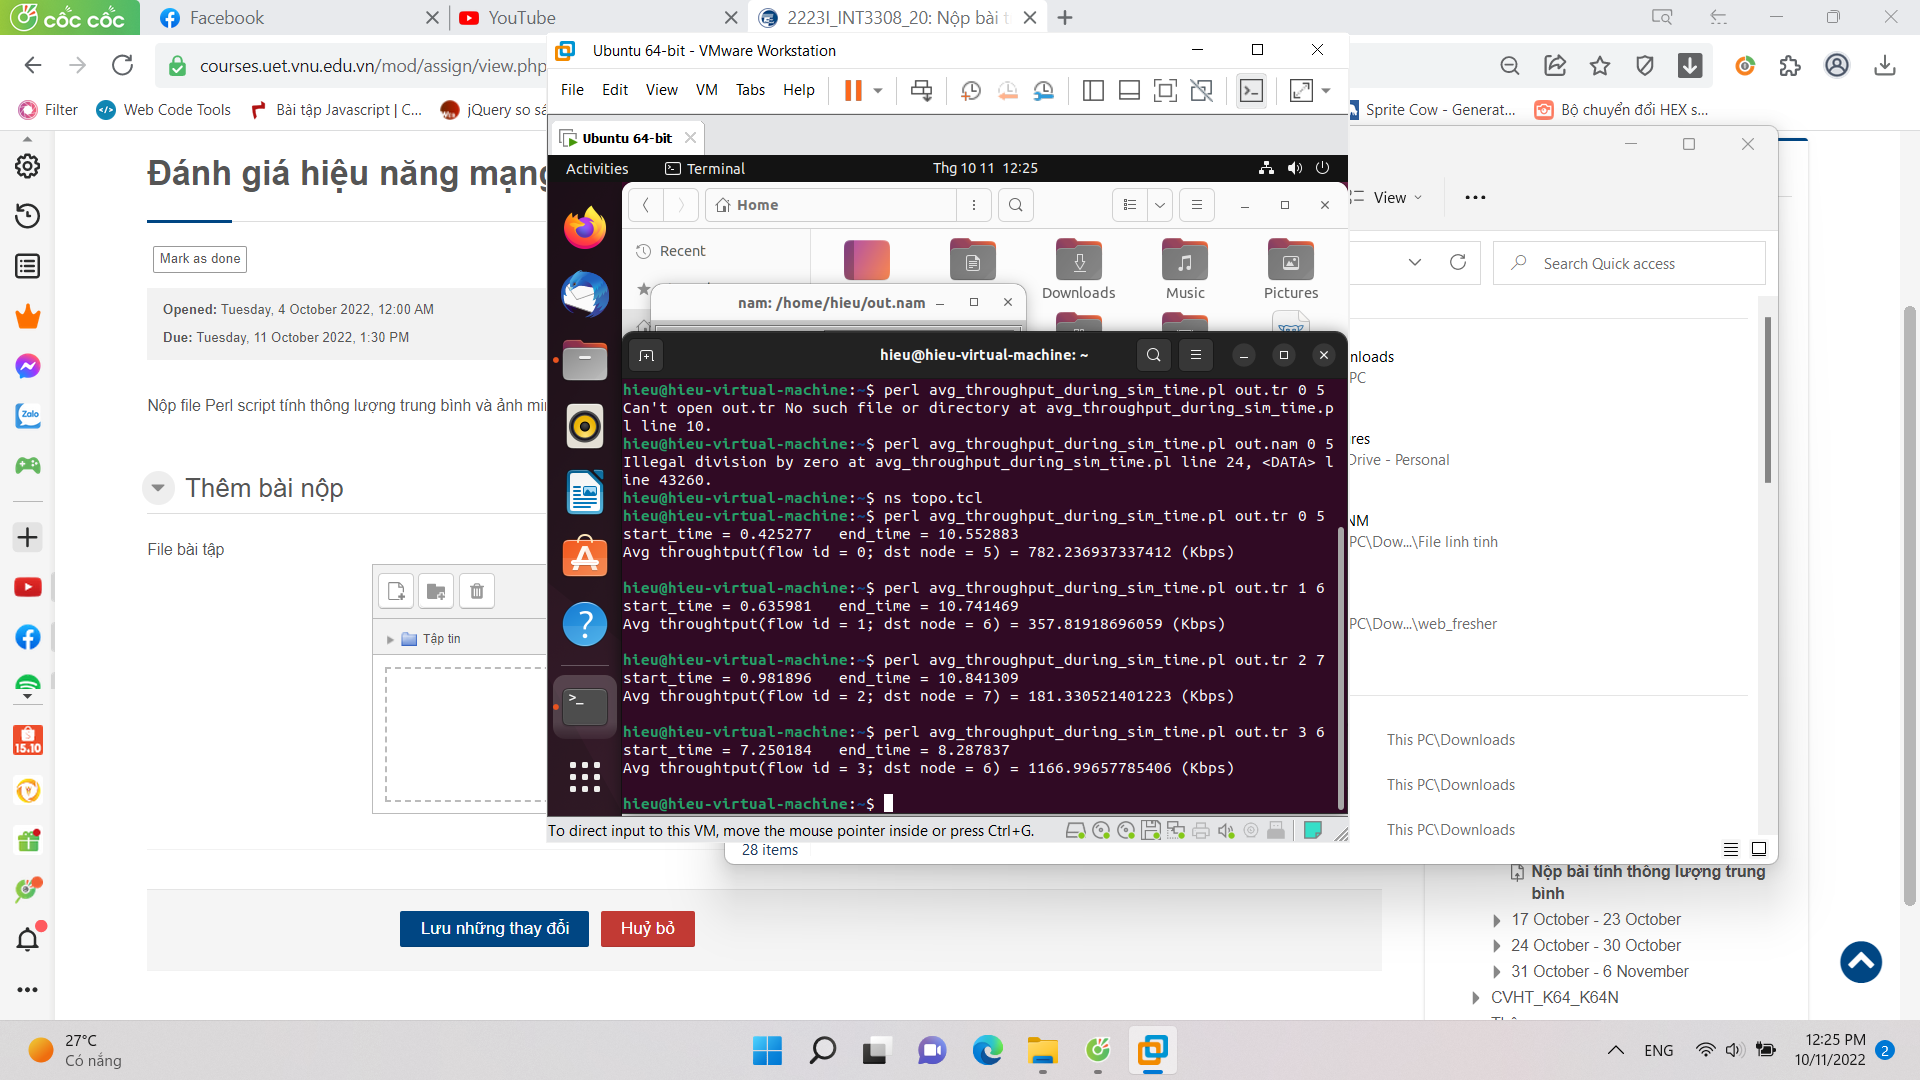 cốc cốc
Facebook
YouTube
2223I_INT3308_20: Nộp bài t
Ubuntu 64-bit - VMware Workstation
courses.uet.vnu.edu.vn/mod/assign/view.php
File Edit View VM Tabs Help
Filter
Web Code Tools
Bài tập Javascript | C...
jQuery so sá
Sprite Cow - Generat...
Bộ chuyển đổi HEX s...
Ubuntu 64-bit
Activities
Terminal
Thg 10 11 12:25
Đánh giá hiệu năng mạng
Home
View
Recent
Mark as done
Search Quick access
Downloads
Music
Pictures
nam: /home/hieu/out.nam
Opened: Tuesday, 4 October 2022, 12:00 AM
Due: Tuesday, 11 October 2022, 1:30 PM
hieu@hieu-virtual-machine: ~
nloads
PC
hieu@hieu-virtual-machine:~$ perl avg_throughput_during_sim_time.pl out.tr 0 5
Can't open out.tr No such file or directory at avg_throughput_during_sim_time.p
l line 10.
hieu@hieu-virtual-machine:~$ perl avg_throughput_during_sim_time.pl out.nam 0 5
Illegal division by zero at avg_throughput_during_sim_time.pl line 24, <DATA> l
ine 43260.
hieu@hieu-virtual-machine:~$ ns topo.tcl
hieu@hieu-virtual-machine:~$ perl avg_throughput_during_sim_time.pl out.tr 0 5
start_time = 0.425277 end_time = 10.552883
Avg throughtput(flow id = 0; dst node = 5) = 782.236937337412 (Kbps)
hieu@hieu-virtual-machine:~$ perl avg_throughput_during_sim_time.pl out.tr 1 6
start_time = 0.635981 end_time = 10.741469
Avg throughtput(flow id = 1; dst node = 6) = 357.81918696059 (Kbps)
hieu@hieu-virtual-machine:~$ perl avg_throughput_during_sim_time.pl out.tr 2 7
start_time = 0.981896 end_time = 10.841309
Avg throughtput(flow id = 2; dst node = 7) = 181.330521401223 (Kbps)
hieu@hieu-virtual-machine:~$ perl avg_throughput_during_sim_time.pl out.tr 3 6
start_time = 7.250184 end_time = 8.287837
Avg throughtput(flow id = 3; dst node = 6) = 1166.99657785406 (Kbps)
hieu@hieu-virtual-machine:~$
Nộp file Perl script tính thông lượng trung bình và ảnh min
Thêm bài nộp
File bài tập
Tập tin
Zalo
15.10
res
Drive - Personal
NM
PC\Dow...\File linh tinh
PC\Dow...\web_fresher
This PC\Downloads
This PC\Downloads
This PC\Downloads
To direct input to this VM, move the mouse pointer inside or press Ctrl+G.
28 items
Nộp bài tính thông lượng trung
bình
17 October - 23 October
24 October - 30 October
31 October - 6 November
CVHT_K64_K64N
Lưu những thay đổi
Huỷ bỏ
27°C
Có nắng
ENG
12:25 PM
10/11/2022
2